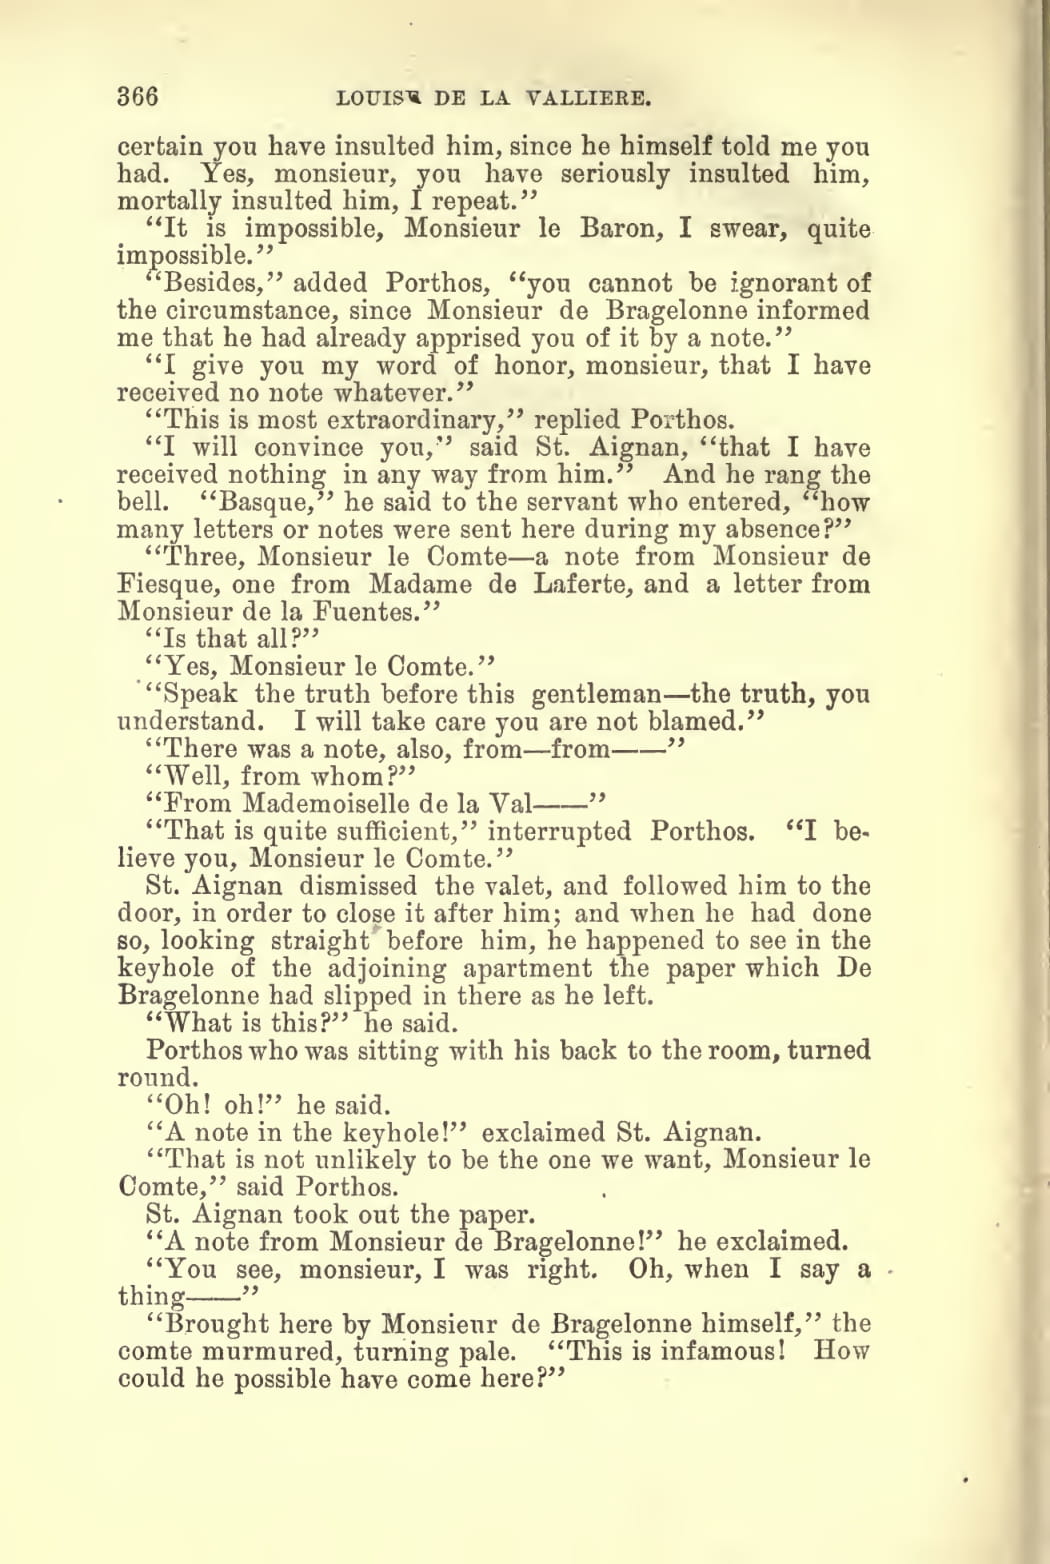 366 LOUISE DE LA VALLIERE.
certain you have insulted him, since he himself told me you
had. Yes, monsieur, you have seriously insulted him,
mortally insulted him, I repeat.”
“It is impossible, Monsieur le Baron, I swear, quite
impossible.”
“Besides,” added Porthos, “you cannot be ignorant of
the circumstance, since Monsieur de Bragelonne informed
me that he had already apprised you of it by a note.”
“I give you my word of honor, monsieur, that I have
received no note whatever.”
“This is most extraordinary,” replied Porthos.
“I will convince you,” said St. Aignan, “that I have
received nothing in any way from him.” And he rang the
bell. “Basque,” he said to the servant who entered, “how
many letters or notes were sent here during my absence?”
“Three, Monsieur le Comte—a note from Monsieur de
Fiesque, one from Madame de Laferte, and a letter from
Monsieur de la Fuentes.”
“Is that all?”
“Yes, Monsieur le Comte.”
“Speak the truth before this gentleman—the truth, you
understand. I will take care you are not blamed.”
“There was a note, also, from—from——”
“Well, from whom?”
“From Mademoiselle de la Val——”
“That is quite sufficient,” interrupted Porthos. “I be-
lieve you, Monsieur le Comte.”
St. Aignan dismissed the valet, and followed him to the
door, in order to close it after him; and when he had done
so, looking straight before him, he happened to see in the
keyhole of the adjoining apartment the paper which De
Bragelonne had slipped in there as he left.
“What is this?” he said.
Porthos who was sitting with his back to the room, turned
round.
“Oh! oh!” he said.
“A note in the keyhole!” exclaimed St. Aignan.
“That is not unlikely to be the one we want, Monsieur le
Comte,” said Porthos.
St. Aignan took out the paper.
“A note from Monsieur de Bragelonne!” he exclaimed.
“You see, monsieur, I was right. Oh, when I say a
thing——”
“Brought here by Monsieur de Bragelonne himself,” the
comte murmured, turning pale. “This is infamous! How
could he possible have come here?”